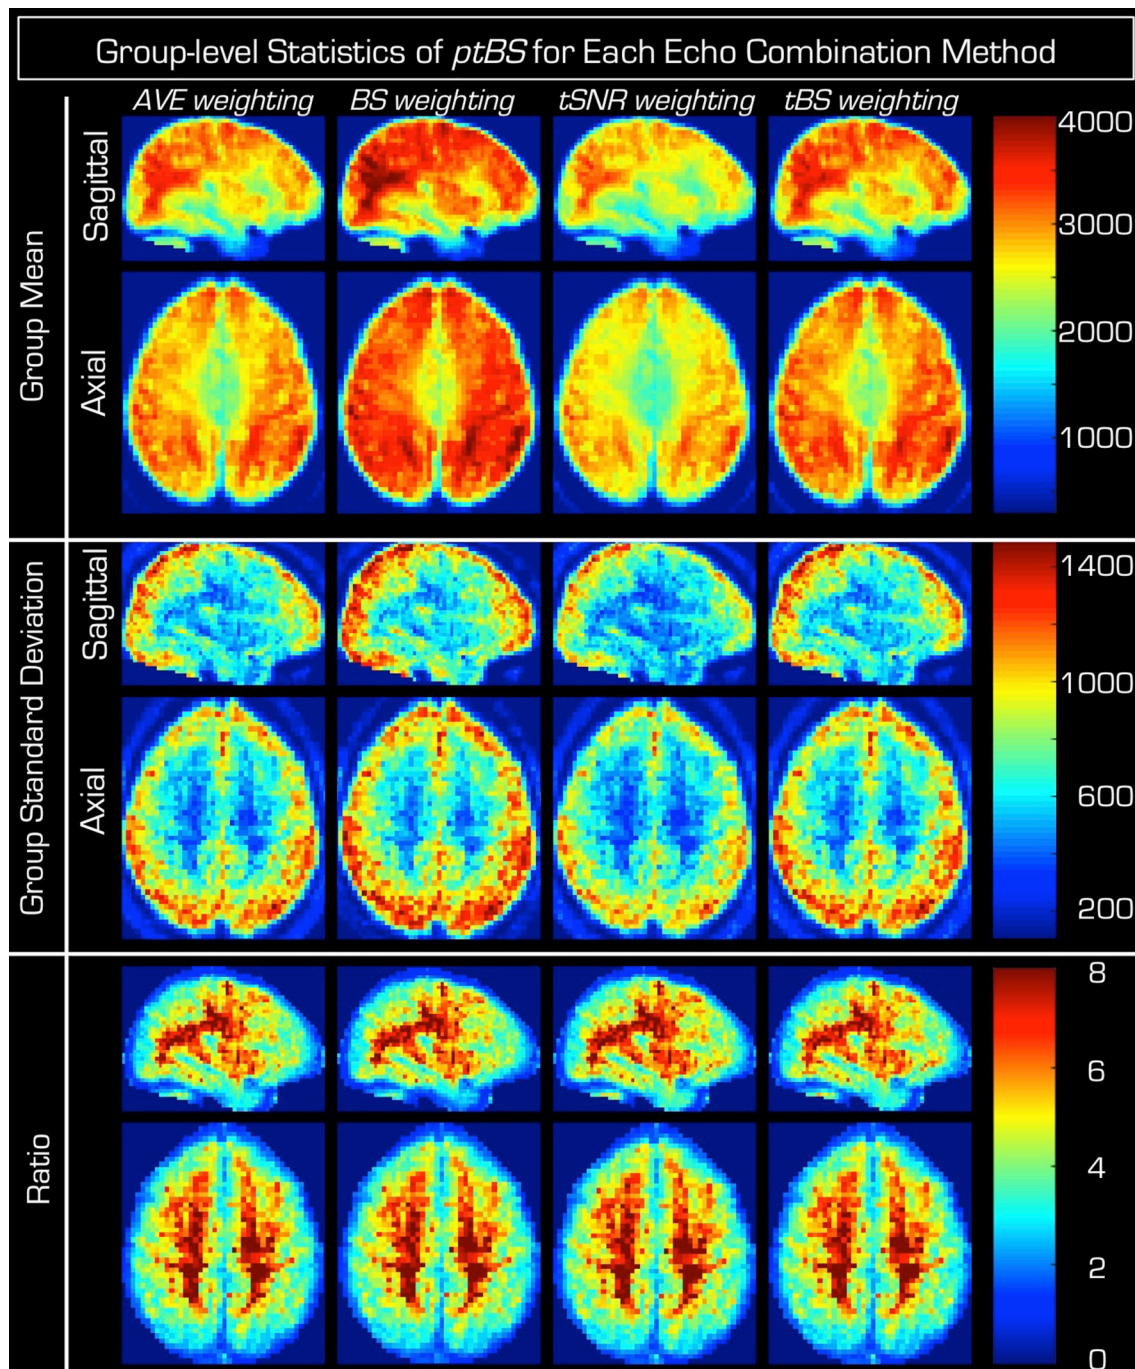 Group-level Statistics of ptBS for Each Echo Combination Method
AVE weighting BS weighting tSNR weighting tBS weighting
Group Mean
Sagittal
Axial
4000
3000
2000
1000
Group Standard Deviation
Sagittal
Axial
1400
1000
600
200
Ratio
8
6
4
2
0